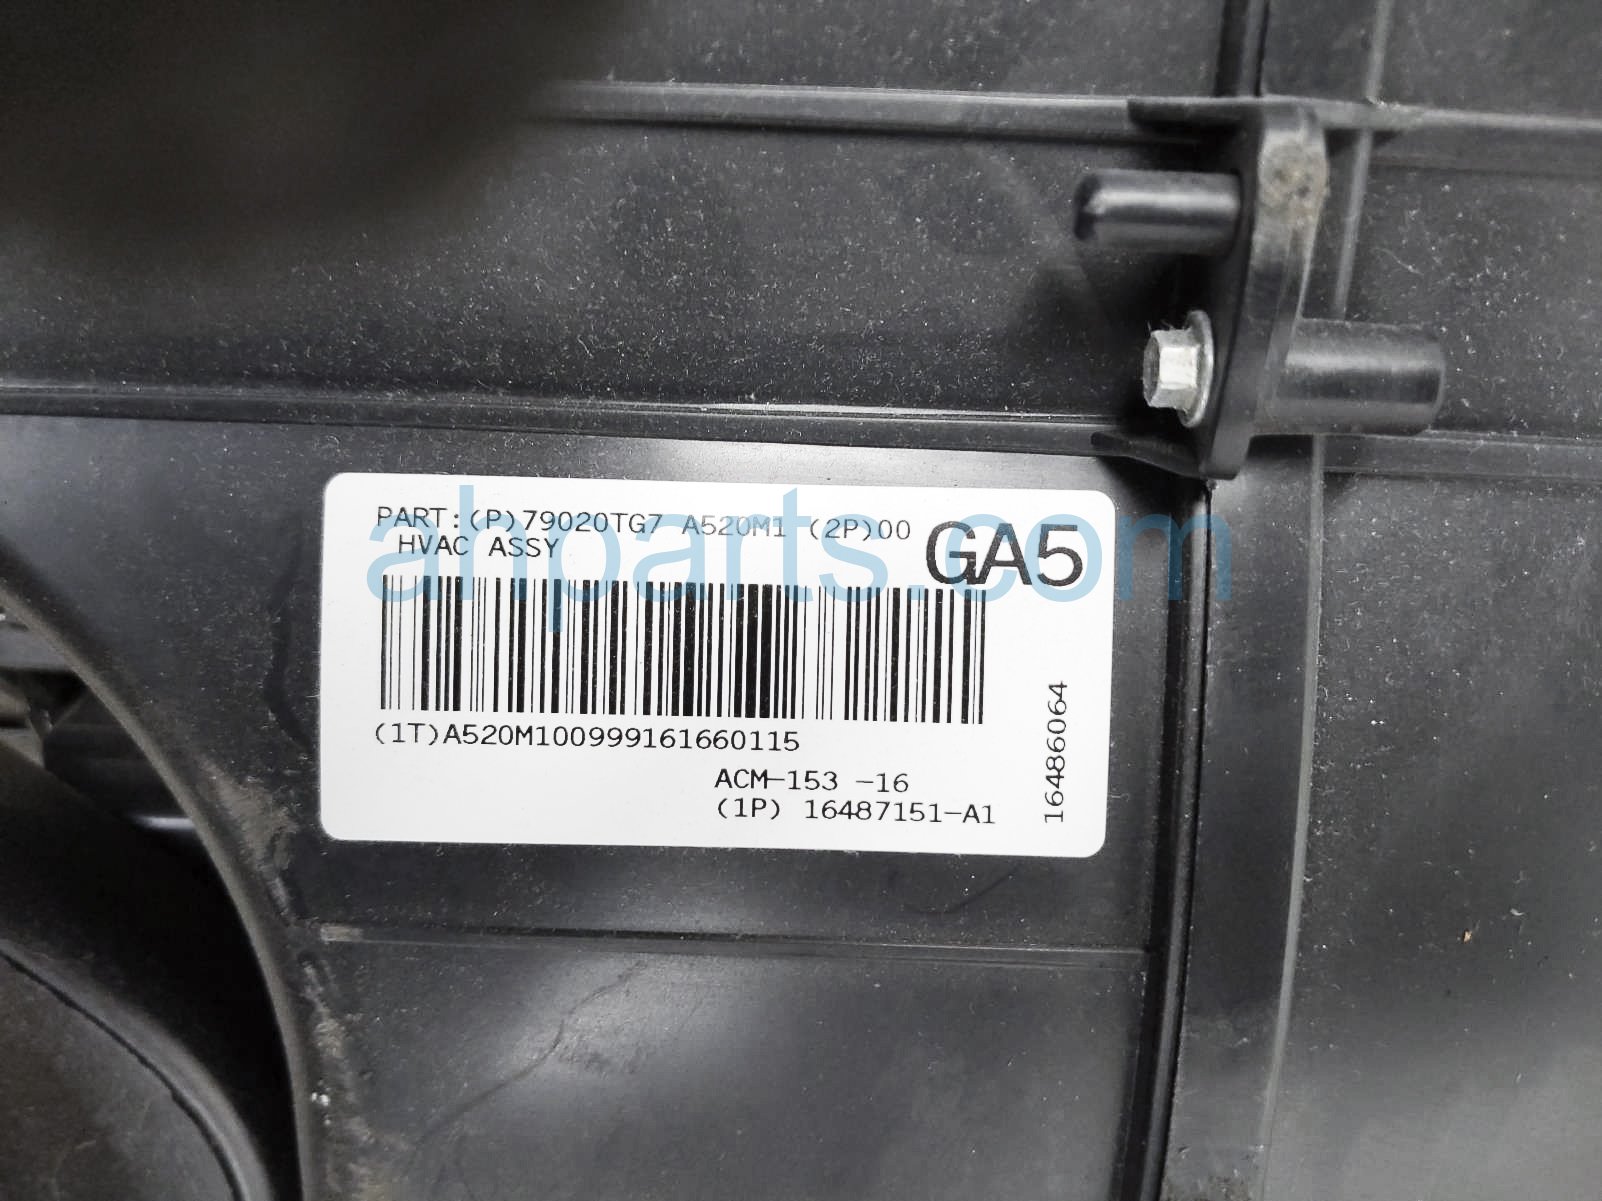 PART:(P)79020TG7 A520M1 (2P)00
HVAC ASSY
GA5
(1T)A520M100999161660115
ACM-153 -16
(1P) 16487151-A1
16486064
ahparts.com